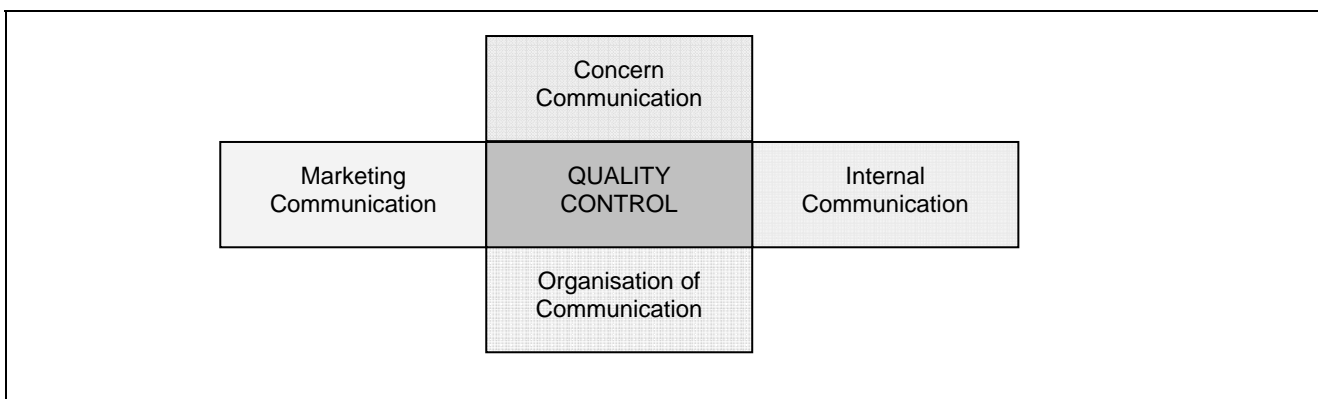 Concern
Communication
Marketing
Communication
QUALITY
CONTROL
Internal
Communication
Organisation of
Communication